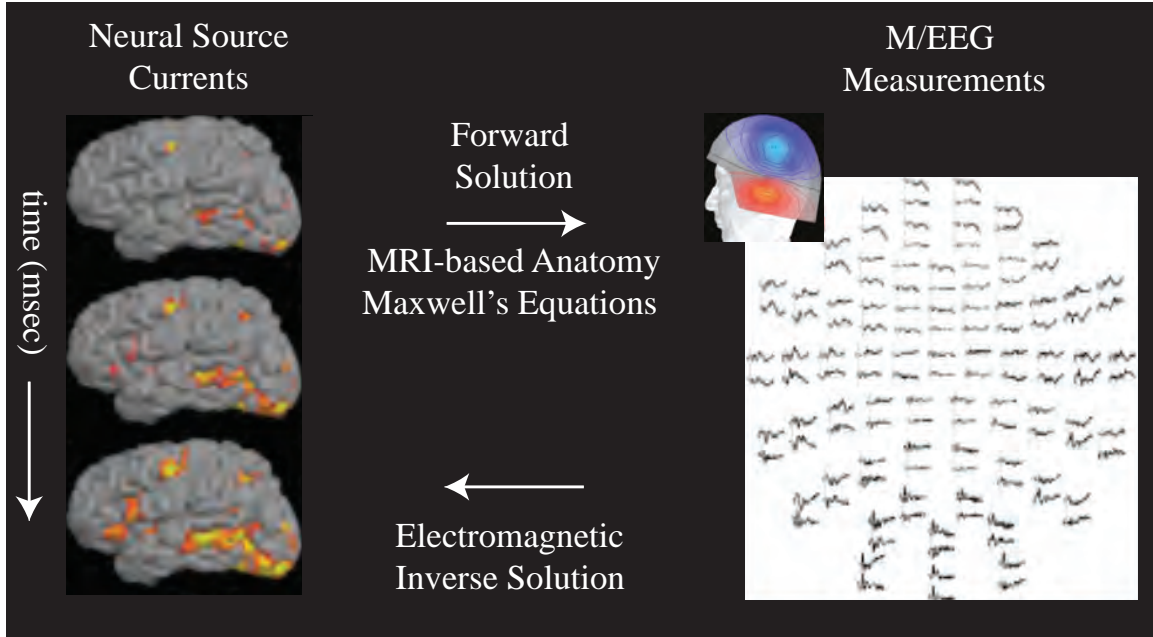 Neural Source
Currents
M/EEG
Measurements
Forward
Solution
MRI-based Anatomy
Maxwell’s Equations
time (msec)
Electromagnetic
Inverse Solution